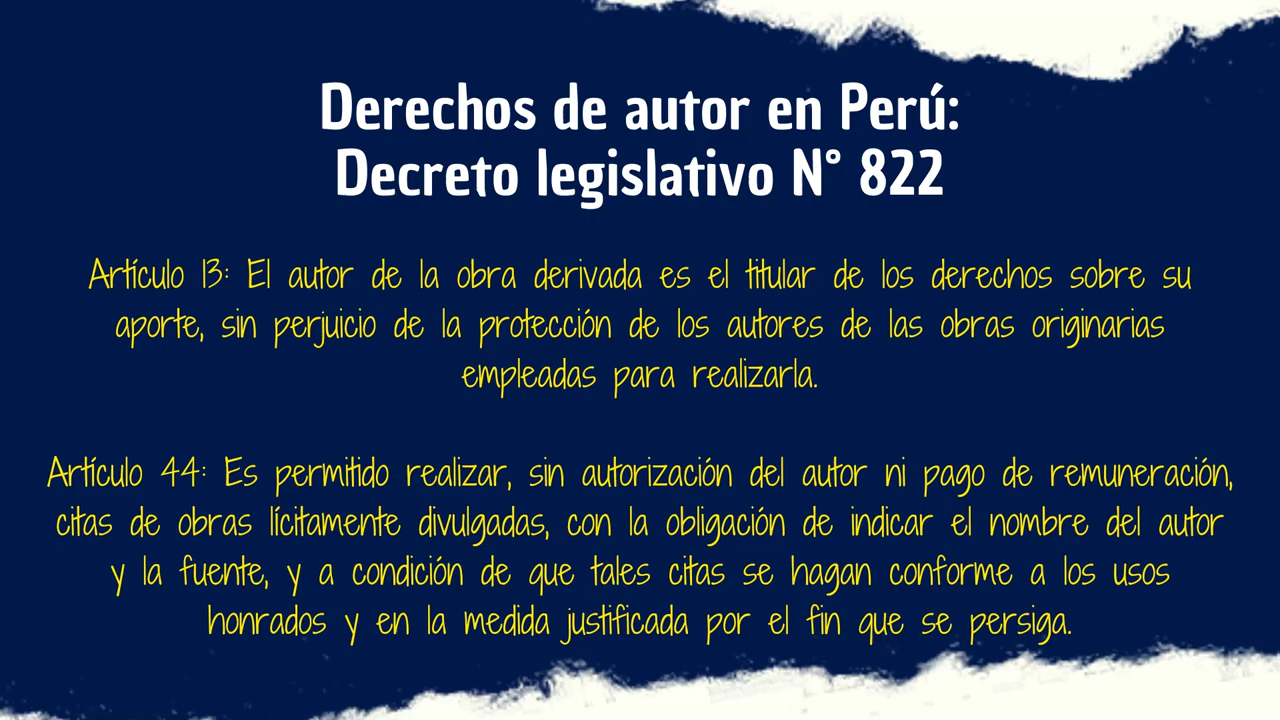 Derechos de autor en Perú:
Decreto legislativo N° 822
Artículo 13: El autor de la obra derivada es el titular de los derechos sobre su
aporte, sin perjuicio de la protección de los autores de las obras originarias
empleadas para realizarla.
Artículo 44: Es permitido realizar, sin autorización del autor ni pago de remuneración,
citas de obras lícitamente divulgadas, con la obligación de indicar el nombre del autor
y la fuente, y a condición de que tales citas se hagan conforme a los usos
honrados y en la medida justificada por el fin que se persiga.